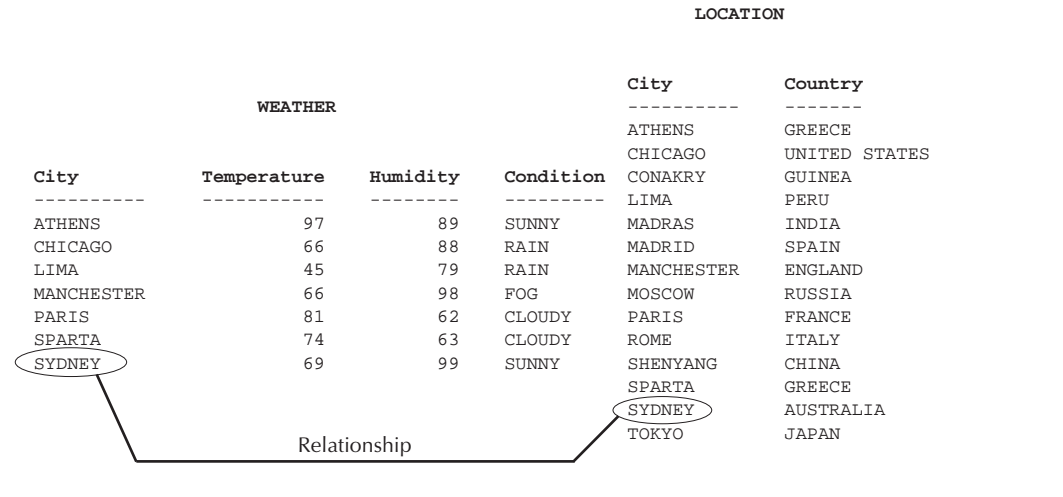 WEATHER
City Temperature Humidity Condition
---------- ----------- -------- ---------
ATHENS 97 89 SUNNY
CHICAGO 66 88 RAIN
LIMA 45 79 RAIN
MANCHESTER 66 98 FOG
PARIS 81 62 CLOUDY
SPARTA 74 63 CLOUDY
SYDNEY 69 99 SUNNY
LOCATION
City Country
---------- -------
ATHENS GREECE
CHICAGO UNITED STATES
CONAKRY GUINEA
LIMA PERU
MADRAS INDIA
MADRID SPAIN
MANCHESTER ENGLAND
MOSCOW RUSSIA
PARIS FRANCE
ROME ITALY
SHENYANG CHINA
SPARTA GREECE
SYDNEY AUSTRALIA
TOKYO JAPAN
Relationship